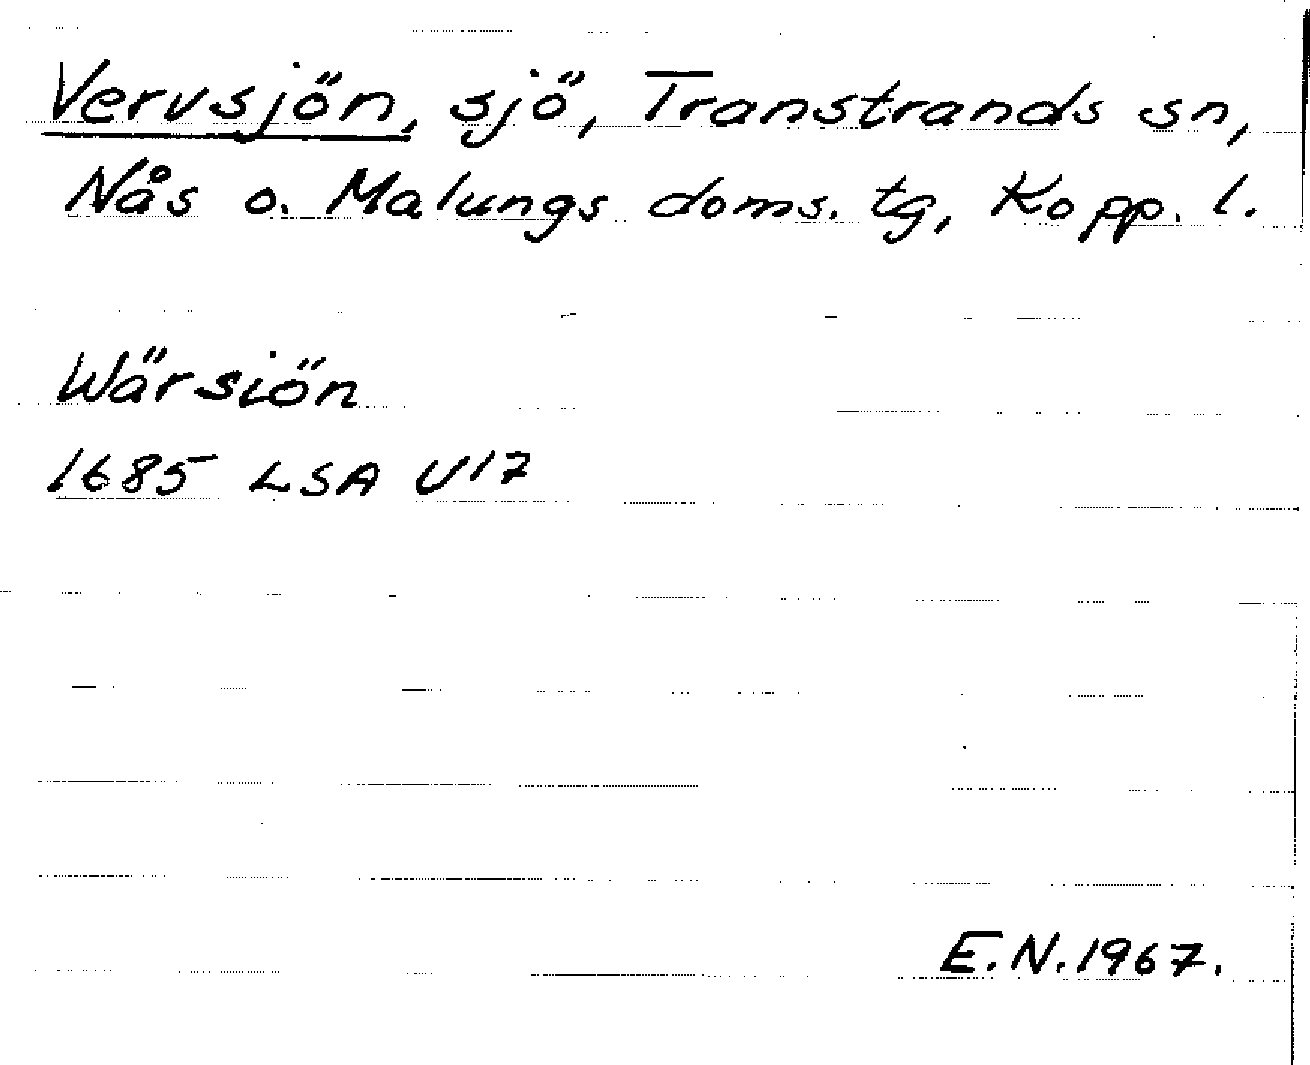 Vervsjön, sjö, Transtrands sn,
Nås o. Malungs doms. tg, Kopp. l.
Wärsiön
1685 LSA U17
E.N. 1967.